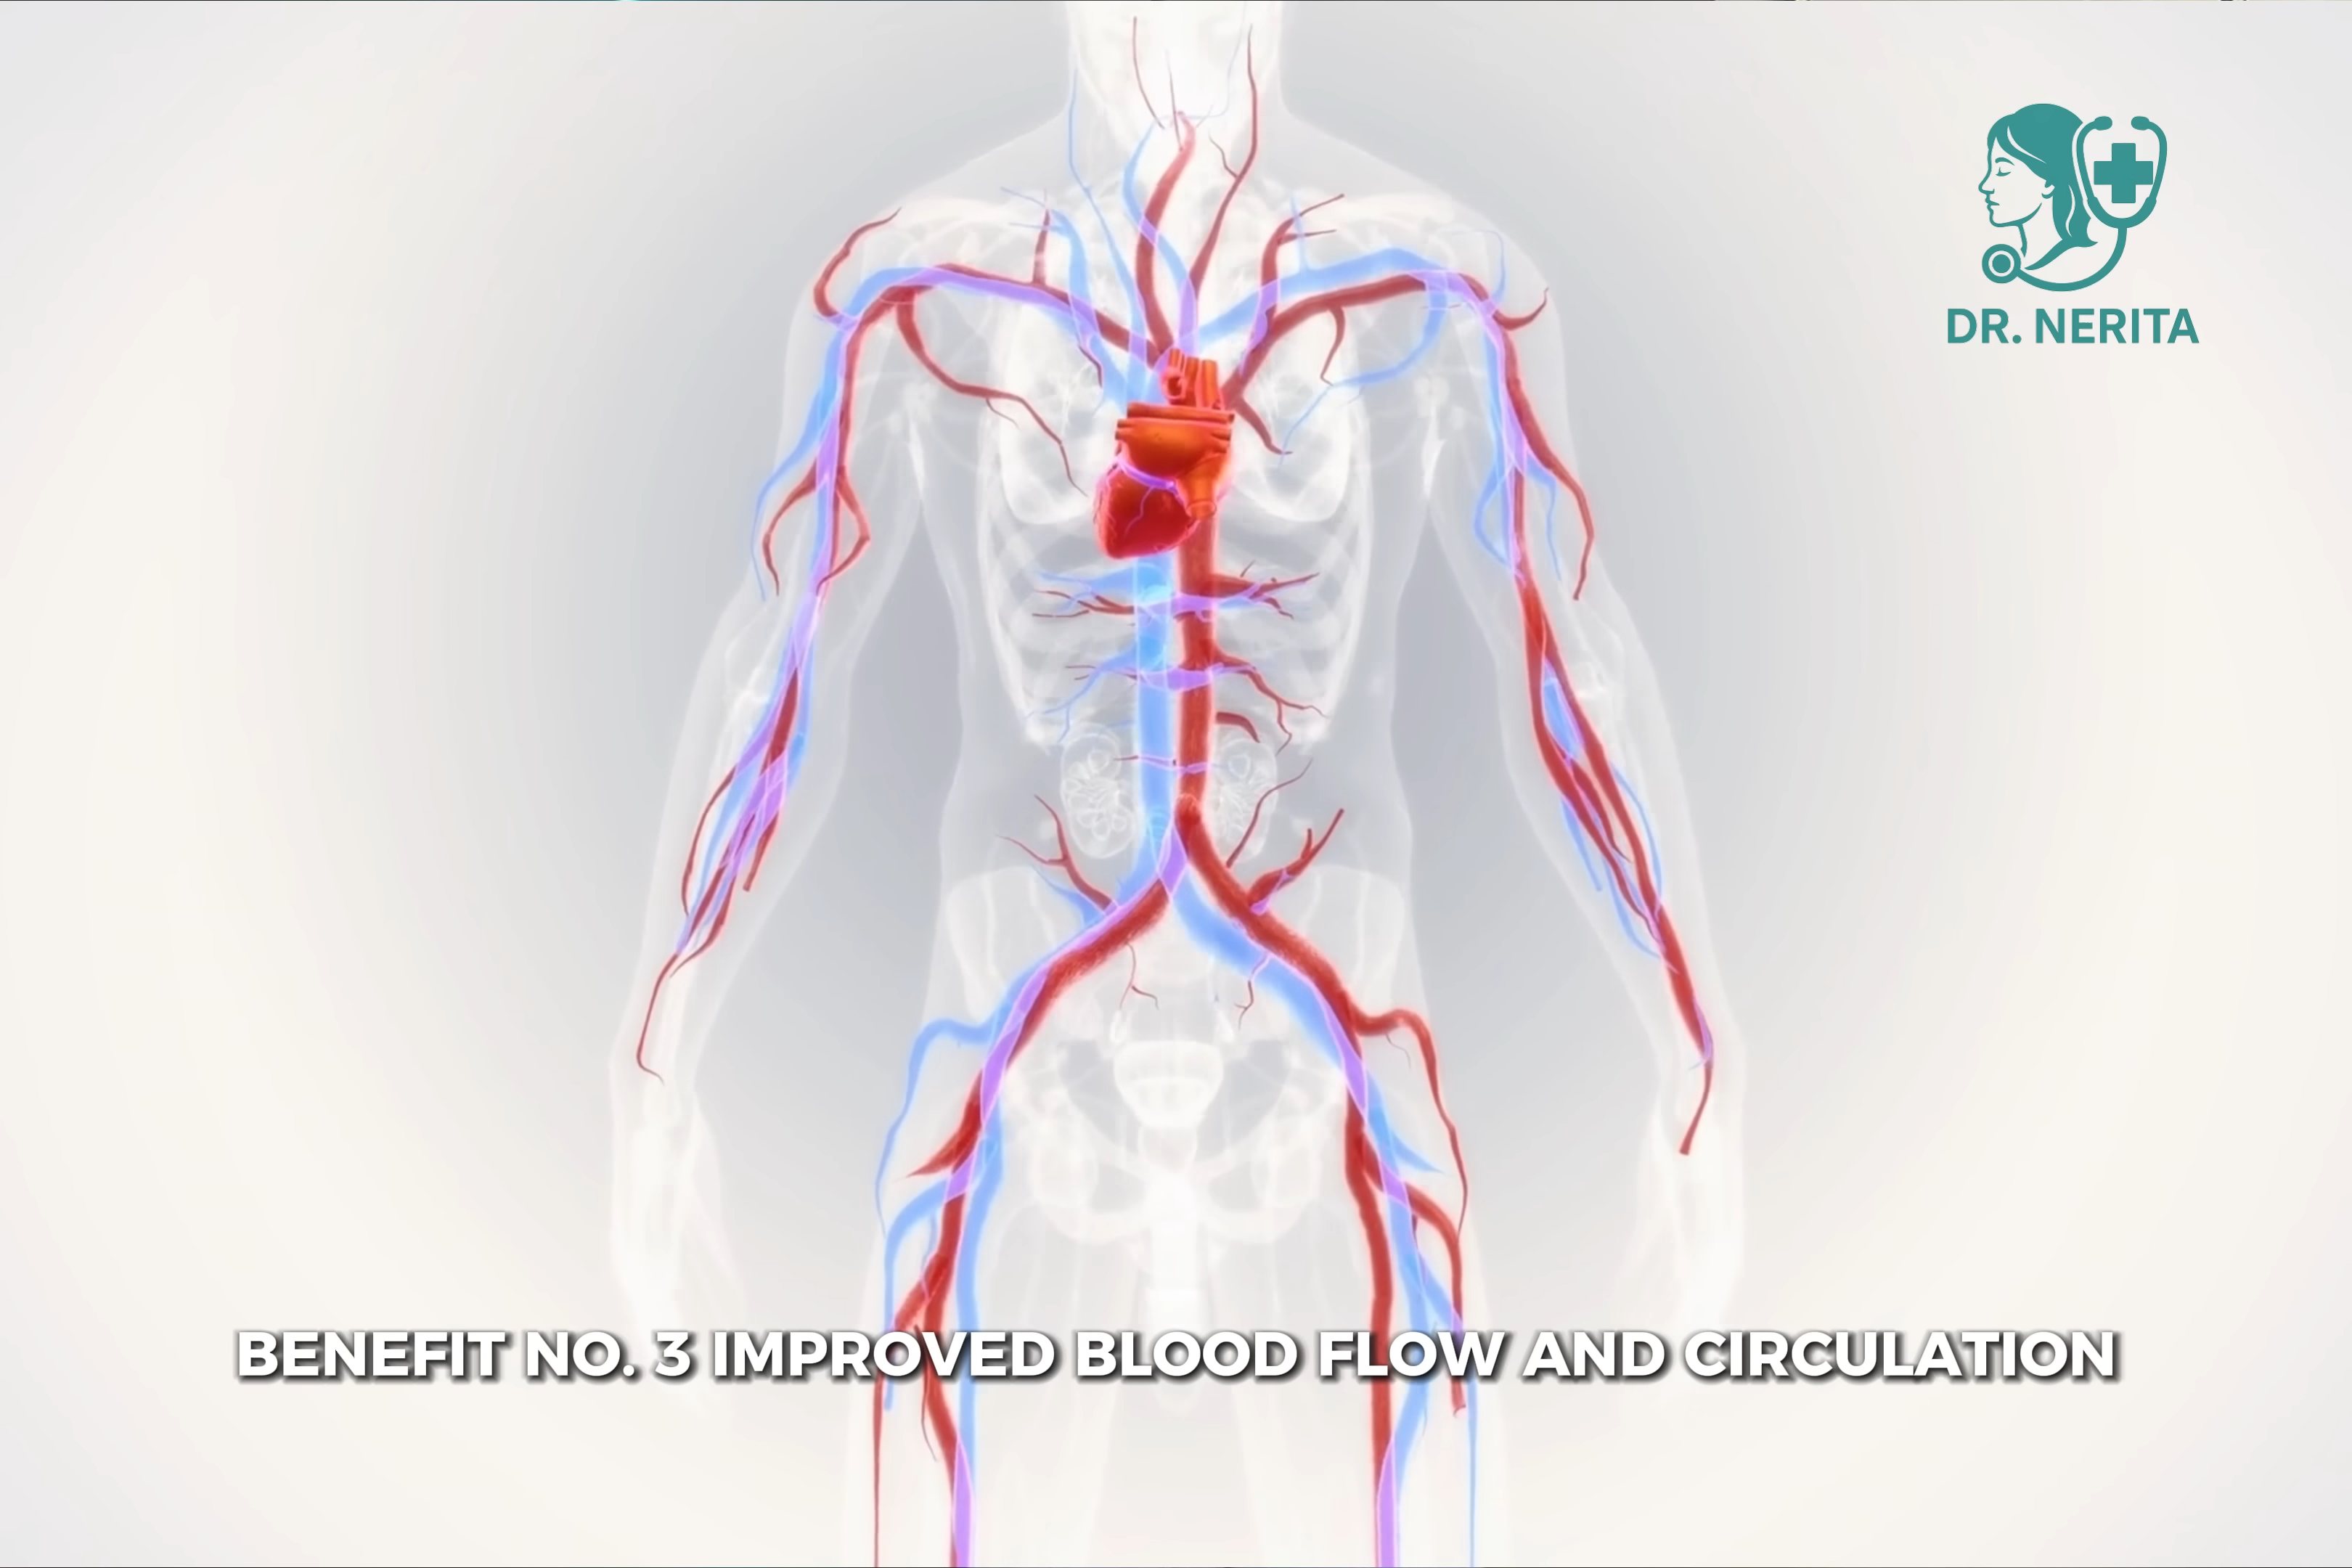 DR. NERITA
BENEFIT NO. 3 IMPROVED BLOOD FLOW AND CIRCULATION